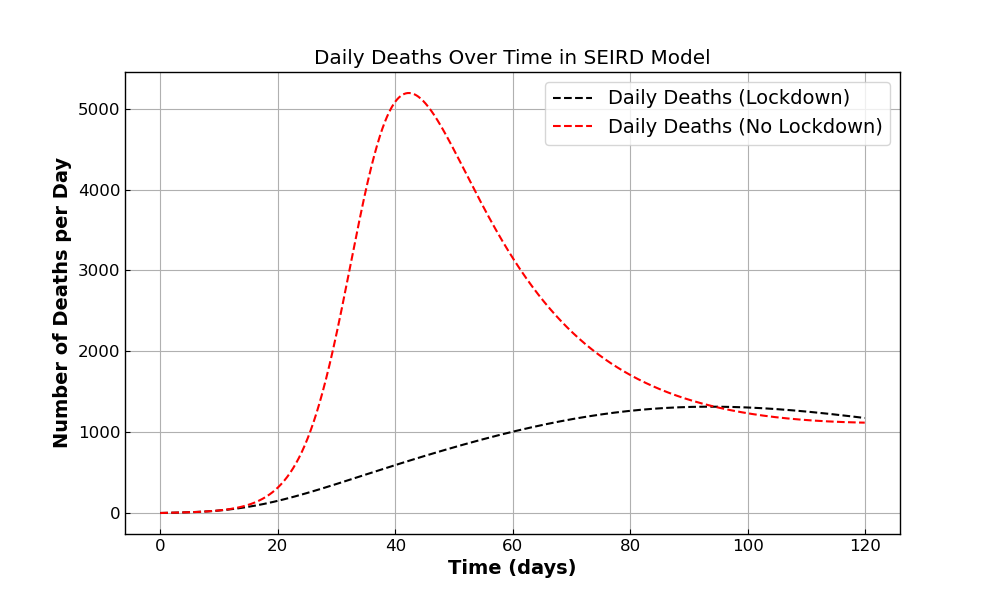 Daily Deaths Over Time in SEIRD Model
Daily Deaths (Lockdown)
Daily Deaths (No Lockdown)
Number of Deaths per Day
5000
4000
3000
2000
1000
0
0 20 40 60 80 100 120
Time (days)